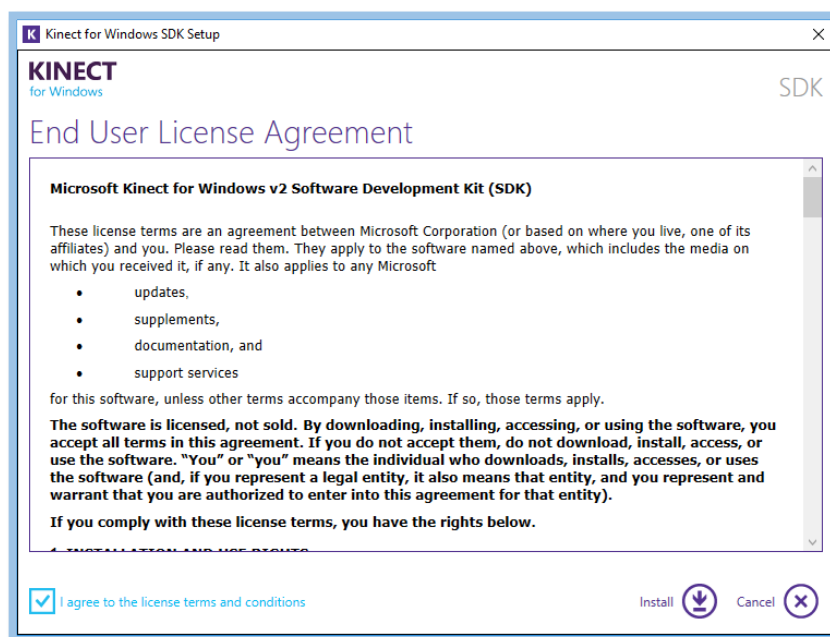 Kinect for Windows SDK Setup
KINECT
for Windows
SDK
End User License Agreement
Microsoft Kinect for Windows v2 Software Development Kit (SDK)
These license terms are an agreement between Microsoft Corporation (or based on where you live, one of its
affiliates) and you. Please read them. They apply to the software named above, which includes the media on
which you received it, if any. It also applies to any Microsoft
• updates,
• supplements,
• documentation, and
• support services
for this software, unless other terms accompany those items. If so, those terms apply.
The software is licensed, not sold. By downloading, installing, accessing, or using the software, you
accept all terms in this agreement. If you do not accept them, do not download, install, access, or
use the software. “You” or “you” means the individual who downloads, installs, accesses, or uses
the software (and, if you represent a legal entity, it also means that entity, and you represent and
warrant that you are authorized to enter into this agreement for that entity).
If you comply with these license terms, you have the rights below.
1. INSTALLATION AND USE RIGHTS
I agree to the license terms and conditions
Install
Cancel